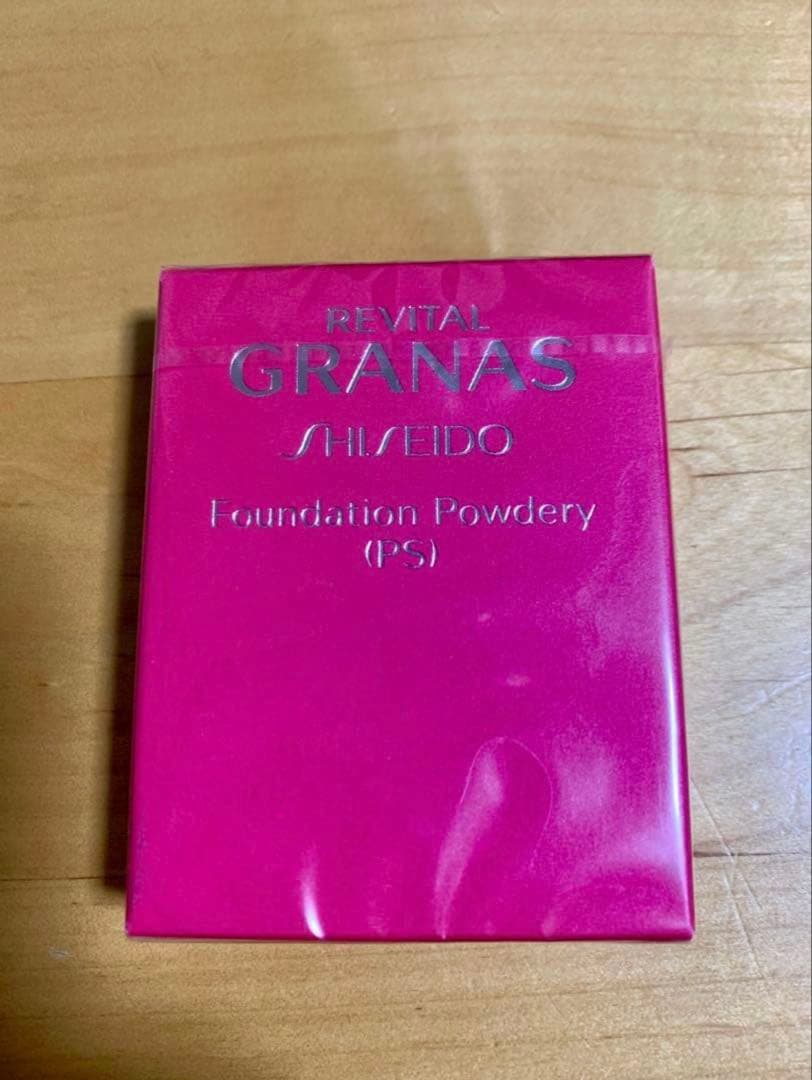 REVITAL
GRANAS
SHISEIDO
Foundation Powdery
(PS)